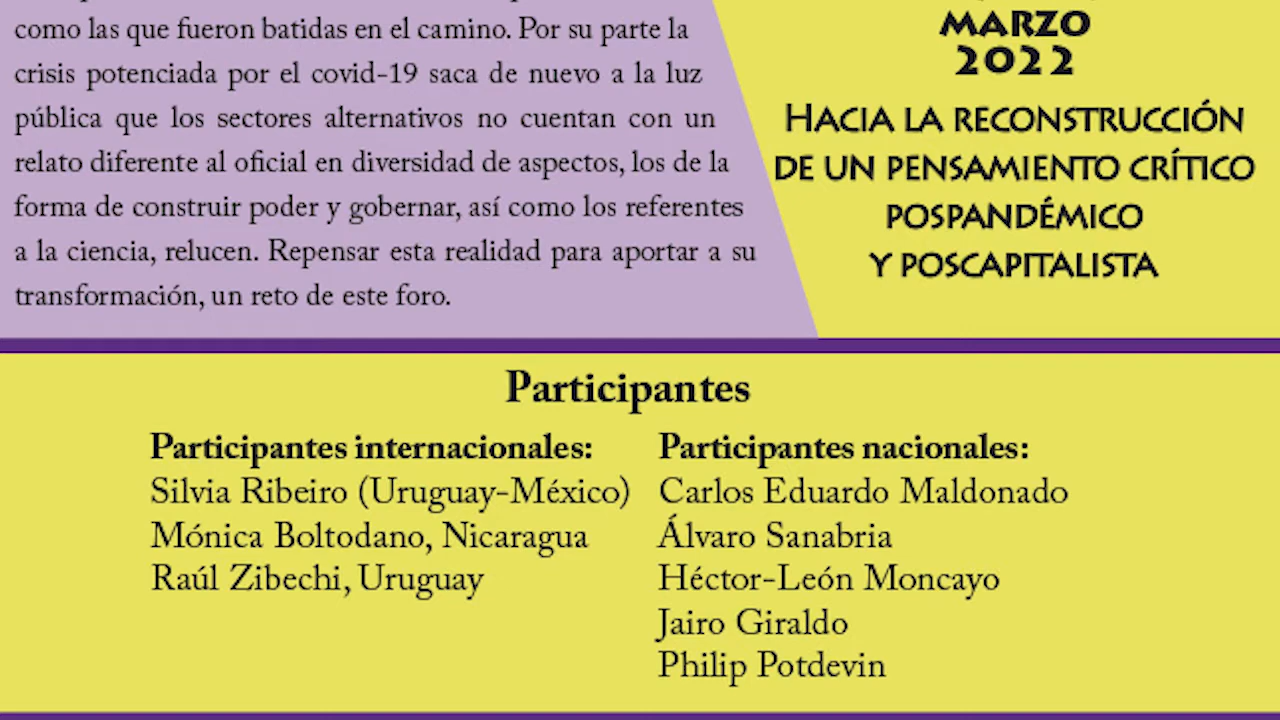 como las que fueron batidas en el camino. Por su parte la
crisis potenciada por el covid-19 saca de nuevo a la luz
pública que los sectores alternativos no cuentan con un
relato diferente al oficial en diversidad de aspectos, los de la
forma de construir poder y gobernar, así como los referentes
a la ciencia, relucen. Repensar esta realidad para aportar a su
transformación, un reto de este foro.
MARZO
2022
HACIA LA RECONSTRUCCIÓN
DE UN PENSAMIENTO CRÍTICO
POSPANDÉMICO
Y POSCAPITALISTA
Participantes
Participantes internacionales:
Silvia Ribeiro (Uruguay-México)
Mónica Boltodano, Nicaragua
Raúl Zibechi, Uruguay
Participantes nacionales:
Carlos Eduardo Maldonado
Álvaro Sanabria
Héctor-León Moncayo
Jairo Giraldo
Philip Potdevin